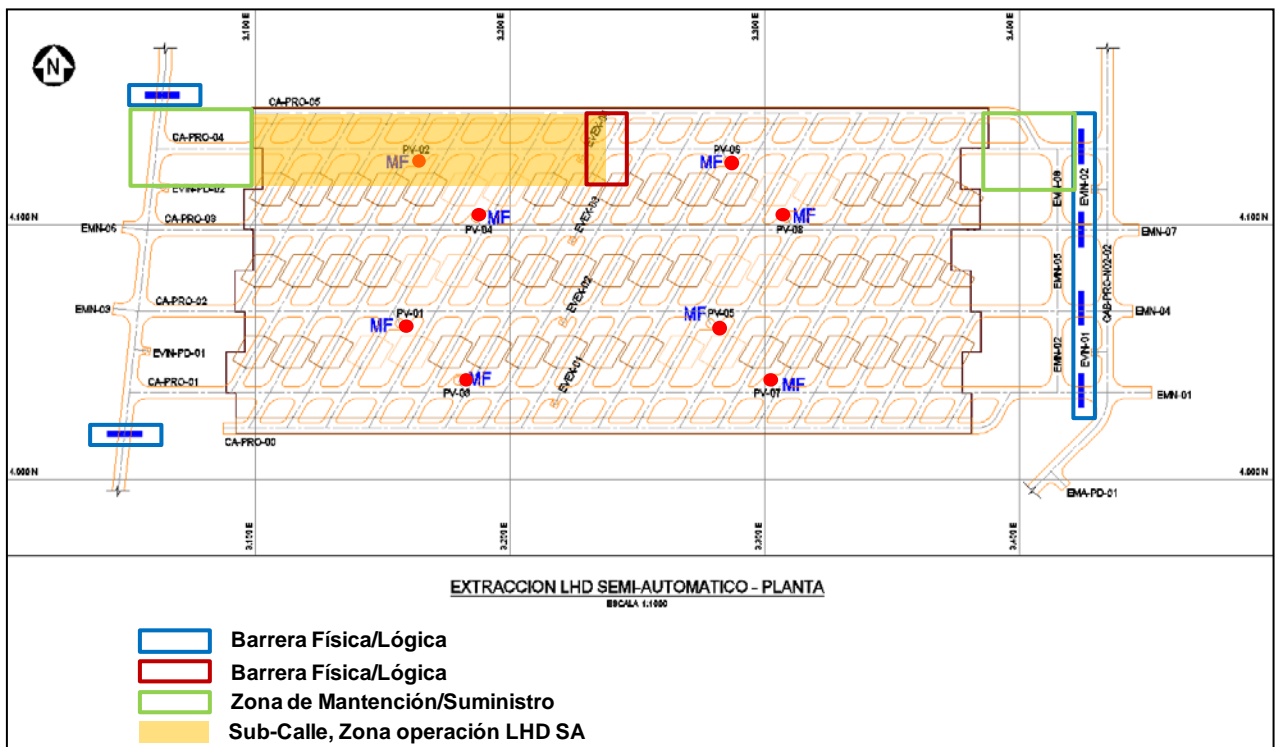 3.100 E
3.200 E
3.300 E
3.400 E
N
CA-PRO-05
CA-PRO-04
PV-02
MF
PV-06
MF
EVIN-PD-02
EVIN-02
CA-PRO-03
EVEX-03
4.100 N
4.100 N
EMN-07
MF
PV-04
MF
PV-08
EMN-05
CAB-PRO-N02-02
EVEX-02
CA-PRO-02
EMN-03
EMN-04
PV-01
MF
PV-05
MF
EVIN-PD-01
EMN-02
EVIN-01
CA-PRO-01
EVEX-01
MF
PV-03
MF
PV-07
EMN-01
CA-PRO-00
4.000 N
EMA-PD-01
3.100 E
3.200 E
3.300 E
3.400 E
EXTRACCION LHD SEMI-AUTOMATICO - PLANTA
ESCALA 1:1000
Barrera Física/Lógica
Barrera Física/Lógica
Zona de Mantención/Suministro
Sub-Calle, Zona operación LHD SA